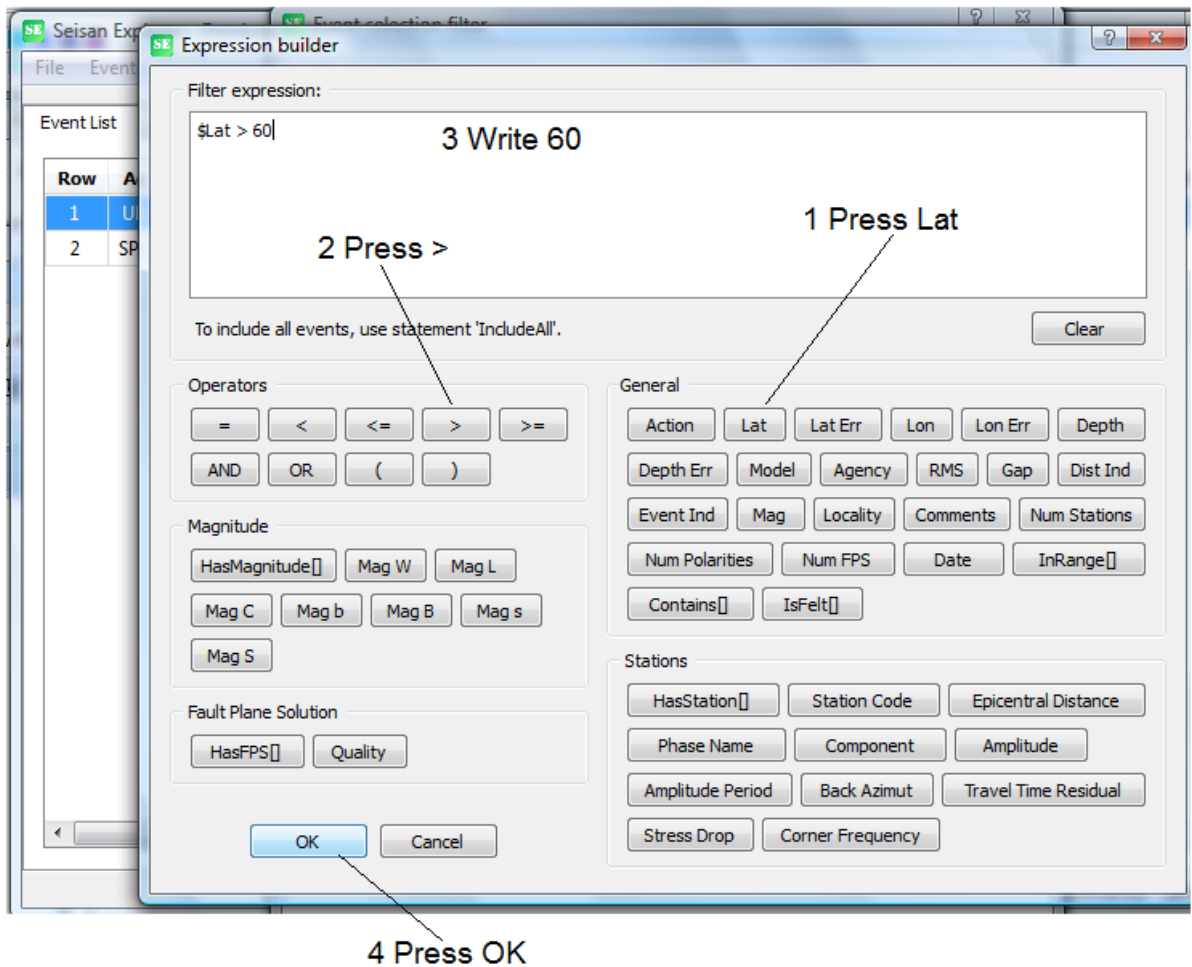 SE Seisan Exp
SE Event selection filter
SE Expression builder
File Event
Filter expression:
Event List
$Lat > 60
3 Write 60
Row
1
2 SP
1 Press Lat
2 Press >
To include all events, use statement 'IncludeAll'.
Clear
Operators
= < <= > >=
AND OR ( )
Magnitude
HasMagnitude[] Mag W Mag L
Mag C Mag b Mag B Mag s
Mag S
Fault Plane Solution
HasFPS[] Quality
OK Cancel
General
Action Lat Lat Err Lon Lon Err Depth
Depth Err Model Agency RMS Gap Dist Ind
Event Ind Mag Locality Comments Num Stations
Num Polarities Num FPS Date InRange[]
Contains[] IsFelt[]
Stations
HasStation[] Station Code Epicentral Distance
Phase Name Component Amplitude
Amplitude Period Back Azimut Travel Time Residual
Stress Drop Corner Frequency
4 Press OK